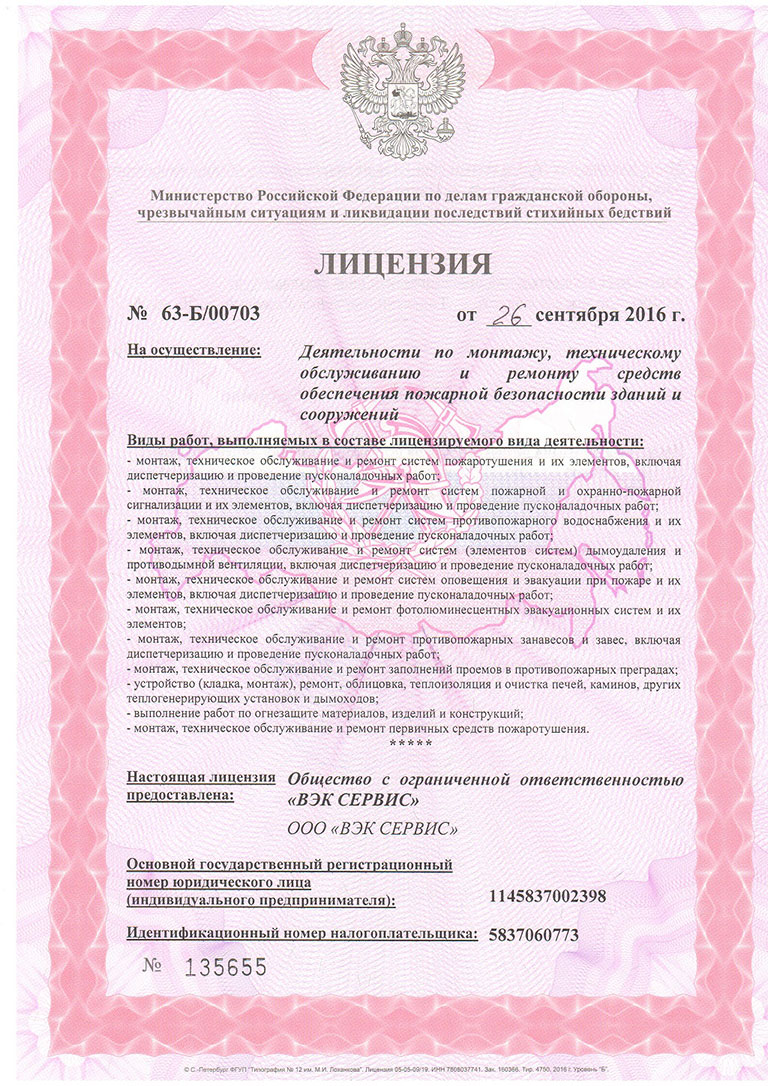 Министерство Российской Федерации по делам гражданской обороны,
чрезвычайным ситуациям и ликвидации последствий стихийных бедствий
ЛИЦЕНЗИЯ
№ 63-Б/00703 от 26 сентября 2016 г.
На осуществление: Деятельности по монтажу, техническому
обслуживанию и ремонту средств
обеспечения пожарной безопасности зданий и
сооружений
Виды работ, выполняемых в составе лицензируемого вида деятельности:
- монтаж, техническое обслуживание и ремонт систем пожаротушения и их элементов, включая
диспетчеризацию и проведение пусконаладочных работ;
- монтаж, техническое обслуживание и ремонт систем пожарной и охранно-пожарной
сигнализации и их элементов, включая диспетчеризацию и проведение пусконаладочных работ;
- монтаж, техническое обслуживание и ремонт систем противопожарного водоснабжения и их
элементов, включая диспетчеризацию и проведение пусконаладочных работ;
- монтаж, техническое обслуживание и ремонт систем (элементов систем) дымоудаления и
противодымной вентиляции, включая диспетчеризацию и проведение пусконаладочных работ;
- монтаж, техническое обслуживание и ремонт систем оповещения и эвакуации при пожаре и их
элементов, включая диспетчеризацию и проведение пусконаладочных работ;
- монтаж, техническое обслуживание и ремонт фотолюминесцентных эвакуационных систем и их
элементов;
- монтаж, техническое обслуживание и ремонт противопожарных занавесов и завес, включая
диспетчеризацию и проведение пусконаладочных работ;
- монтаж, техническое обслуживание и ремонт заполнений проемов в противопожарных преградах;
- устройство (кладка, монтаж), ремонт, облицовка, теплоизоляция и очистка печей, каминов, других
теплогенерирующих установок и дымоходов;
- выполнение работ по огнезащите материалов, изделий и конструкций;
- монтаж, техническое обслуживание и ремонт первичных средств пожаротушения.
*****
Настоящая лицензия Общество с ограниченной ответственностью
предоставлена: «ВЭК СЕРВИС»
ООО «ВЭК СЕРВИС»
Основной государственный регистрационный
номер юридического лица
(индивидуального предпринимателя): 1145837002398
Идентификационный номер налогоплательщика: 5837060773
№ 135655
© С.-Петербург ФГУП "Типография № 12 им. М.И. Лоханкова". Лицензия 05-05-09/19. ИНН 7808037741. Зак. 160366. Тир. 4750, 2016 г. Уровень "Б".